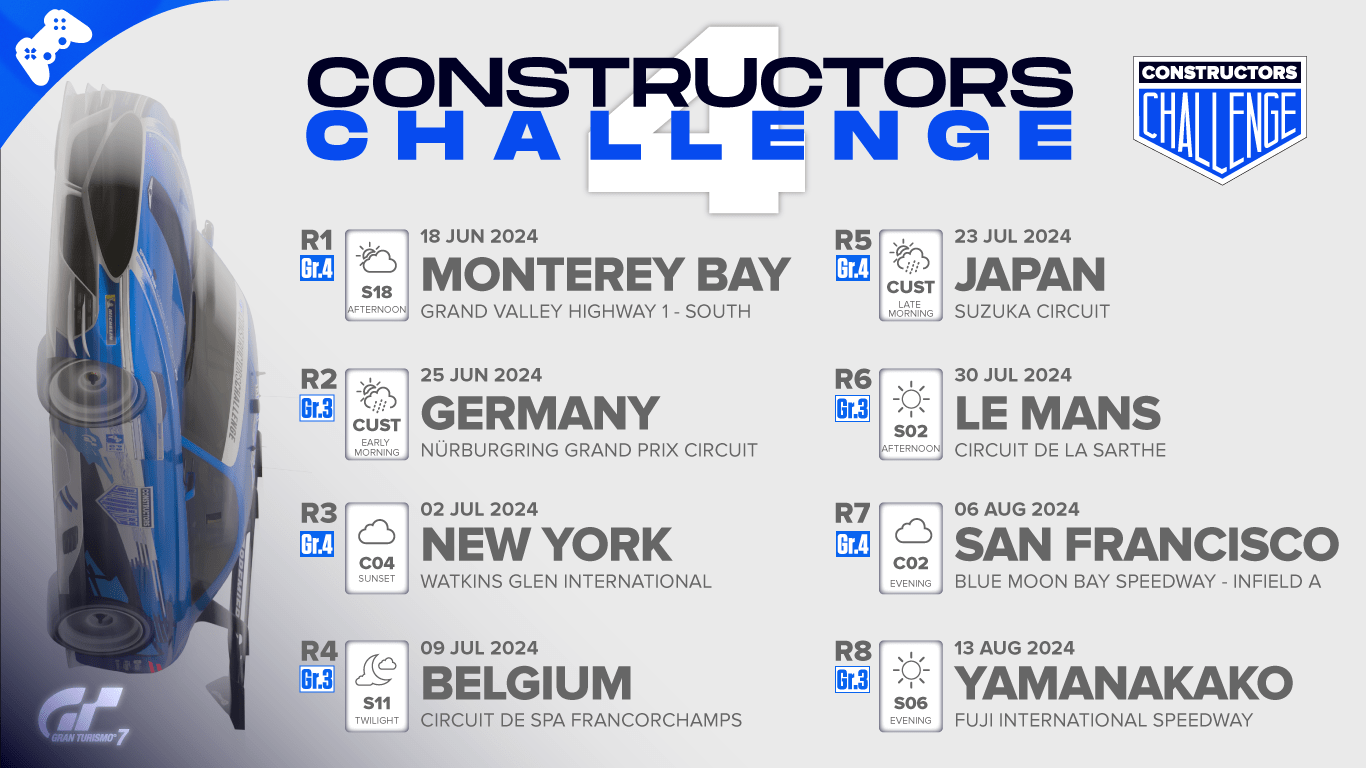 4
CONSTRUCTORS
CHALLENGE
CONSTRUCTORS
CHALLENGE
R1
Gr.4
S18
AFTERNOON
18 JUN 2024
MONTEREY BAY
GRAND VALLEY HIGHWAY 1 - SOUTH
R2
Gr.3
CUST
EARLY
MORNING
25 JUN 2024
GERMANY
NÜRBURGRING GRAND PRIX CIRCUIT
R3
Gr.4
C04
SUNSET
02 JUL 2024
NEW YORK
WATKINS GLEN INTERNATIONAL
R4
Gr.3
S11
TWILIGHT
09 JUL 2024
BELGIUM
CIRCUIT DE SPA FRANCORCHAMPS
R5
Gr.4
CUST
LATE
MORNING
23 JUL 2024
JAPAN
SUZUKA CIRCUIT
R6
Gr.3
S02
AFTERNOON
30 JUL 2024
LE MANS
CIRCUIT DE LA SARTHE
R7
Gr.4
C02
EVENING
06 AUG 2024
SAN FRANCISCO
BLUE MOON BAY SPEEDWAY - INFIELD A
R8
Gr.3
S06
EVENING
13 AUG 2024
YAMANAKAKO
FUJI INTERNATIONAL SPEEDWAY
GT
GRAN TURISMO 7
CONSTRUCTORS
CHALLENGE